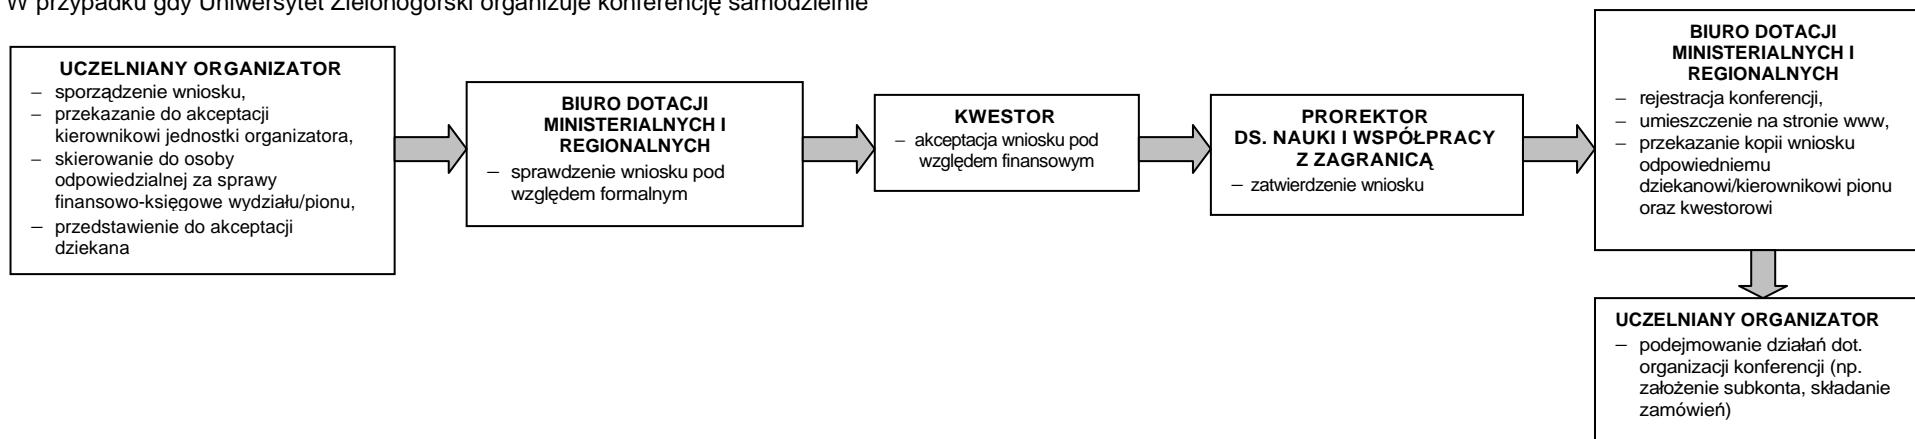 W przypadku gdy Uniwersytet Zielonogórski organizuje konferencję samodzielnie
UCZELNIANY ORGANIZATOR
– sporządzenie wniosku,
– przekazanie do akceptacji
kierownikowi jednostki organizatora,
– skierowanie do osoby
odpowiedzialnej za sprawy
finansowo-księgowe wydziału/pionu,
– przedstawienie do akceptacji
dziekana
BIURO DOTACJI
MINISTERIALNYCH I
REGIONALNYCH
– sprawdzenie wniosku pod
względem formalnym
KWESTOR
– akceptacja wniosku pod
względem finansowym
PROREKTOR
DS. NAUKI I WSPÓŁPRACY
Z ZAGRANICĄ
– zatwierdzenie wniosku
BIURO DOTACJI
MINISTERIALNYCH I
REGIONALNYCH
– rejestracja konferencji,
– umieszczenie na stronie www,
– przekazanie kopii wniosku
odpowiedniemu
dziekanowi/kierownikowi pionu
oraz kwestorowi
UCZELNIANY ORGANIZATOR
– podejmowanie działań dot.
organizacji konferencji (np.
założenie subkonta, składanie
zamówień)